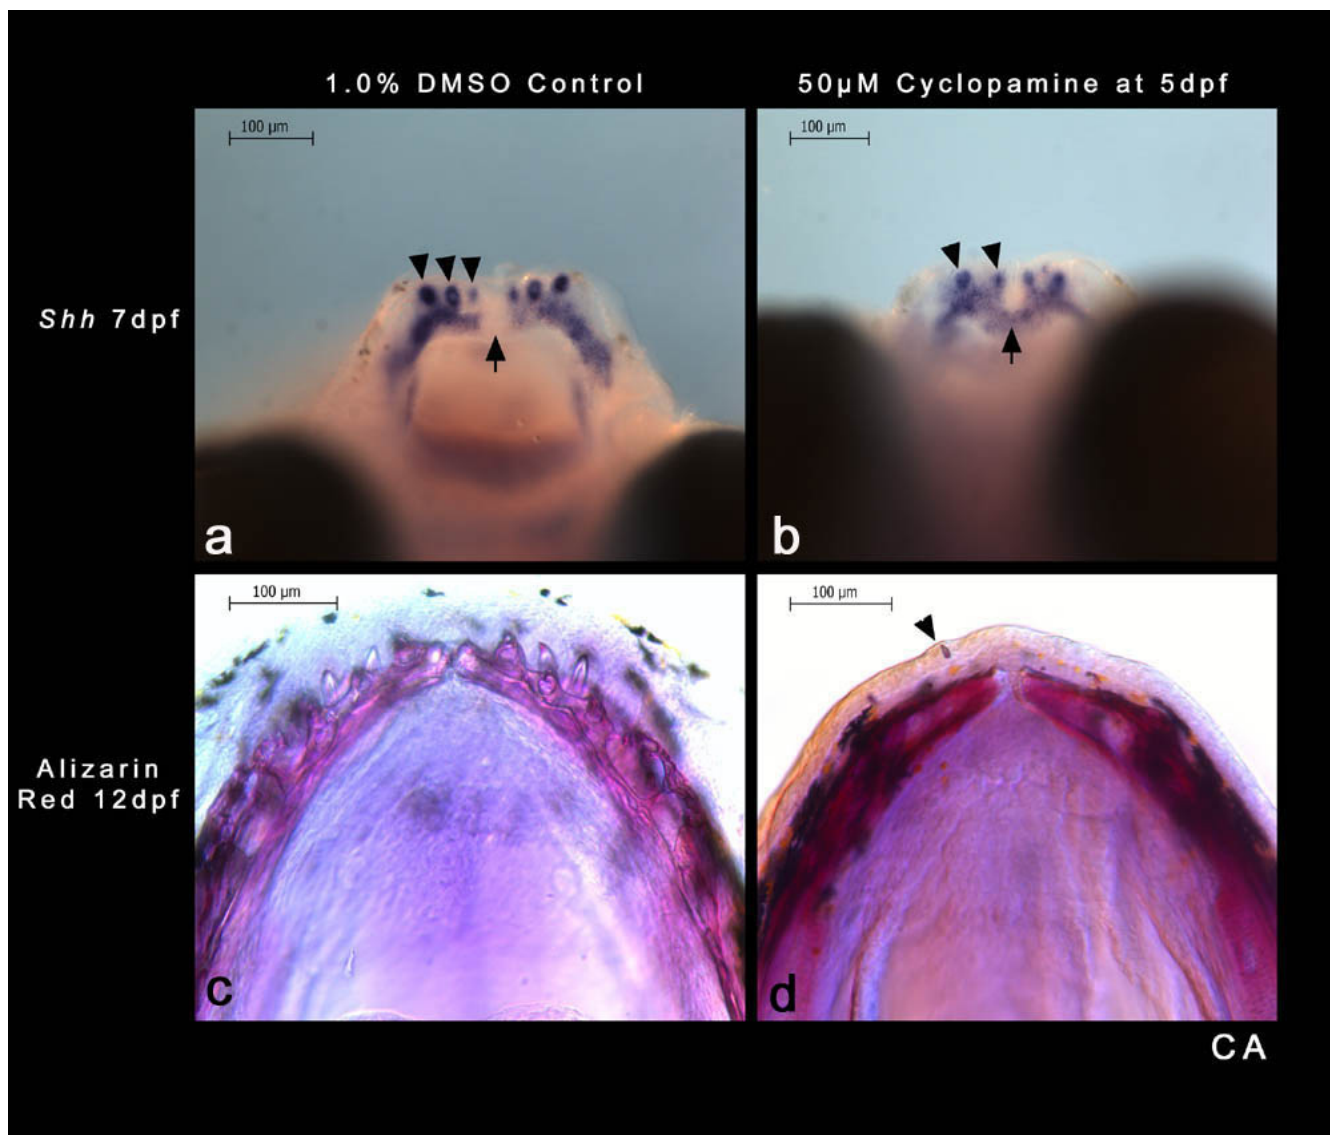 1.0% DMSO Control
50µM Cyclopamine at 5dpf
100 µm
100 µm
Shh 7dpf
a
b
100 µm
100 µm
Alizarin
Red 12dpf
c
d
CA